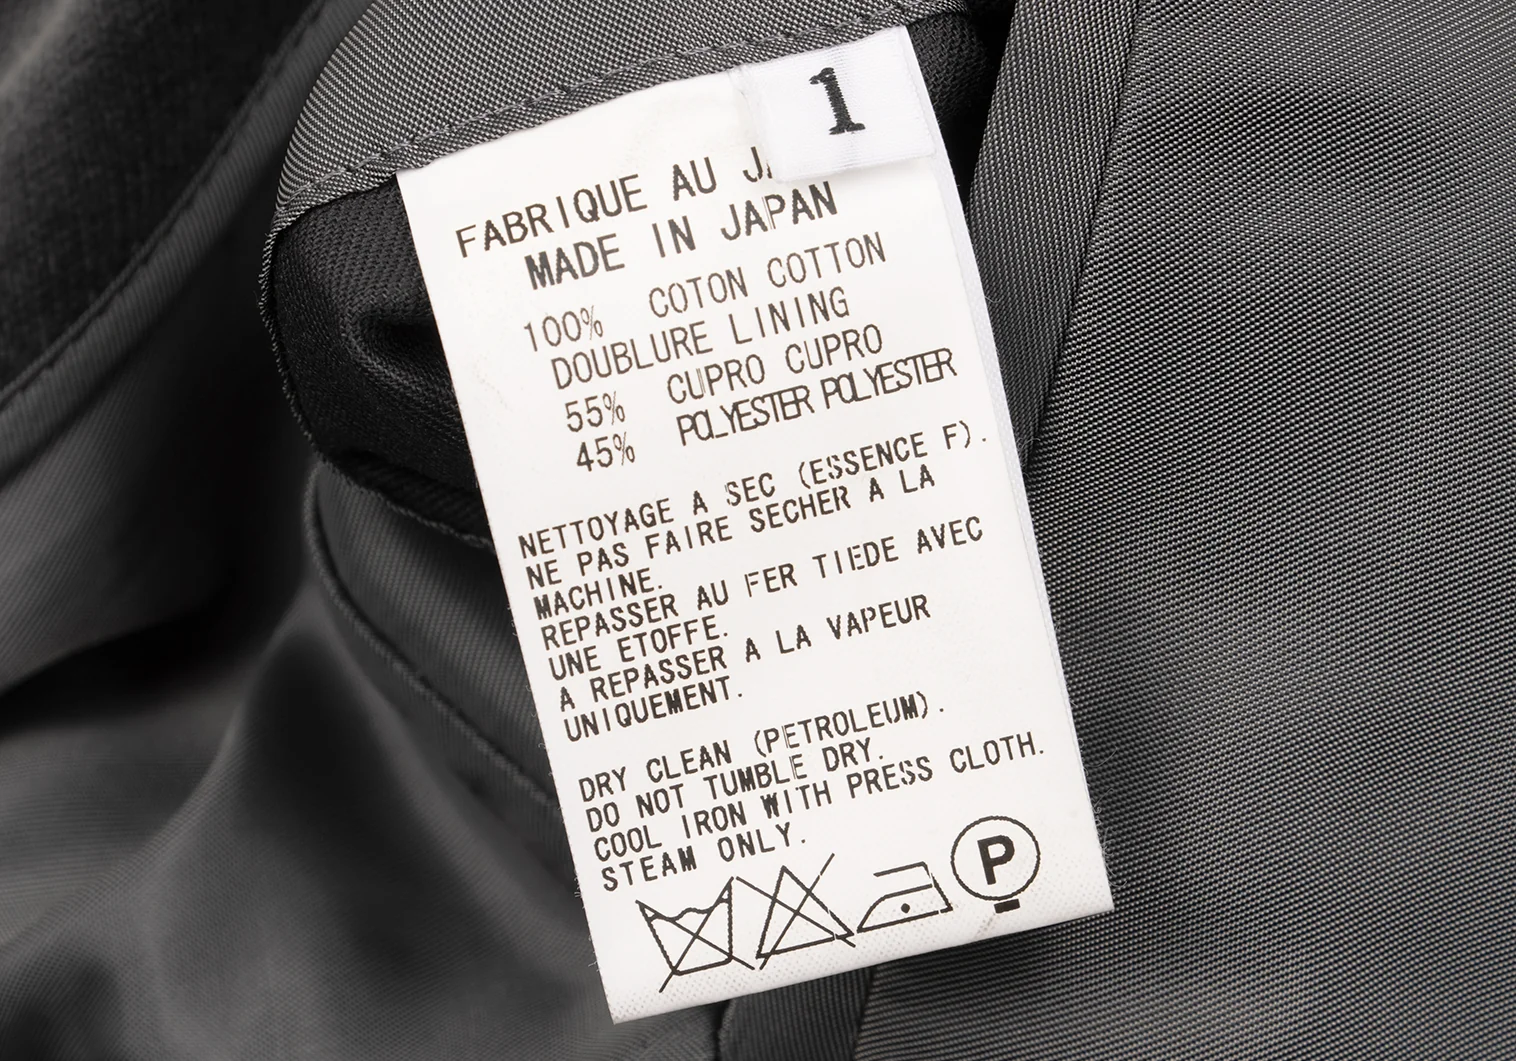 1
FABRIQUE AU
MADE IN JAPAN
100% COTON COTTON
DOUBLURE LINING
55% CUPRO CUPRO
45% POLYESTER POLYESTER
NETTOYAGE A SEC (ESSENCE F).
NE PAS FAIRE SECHER A LA
MACHINE.
REPASSER AU FER TIEDE AVEC
UNE ETOFFE.
A REPASSER A LA VAPEUR
UNIQUEMENT.
DRY CLEAN (PETROLEUM).
DO NOT TUMBLE DRY.
COOL IRON WITH PRESS CLOTH.
STEAM ONLY.
P